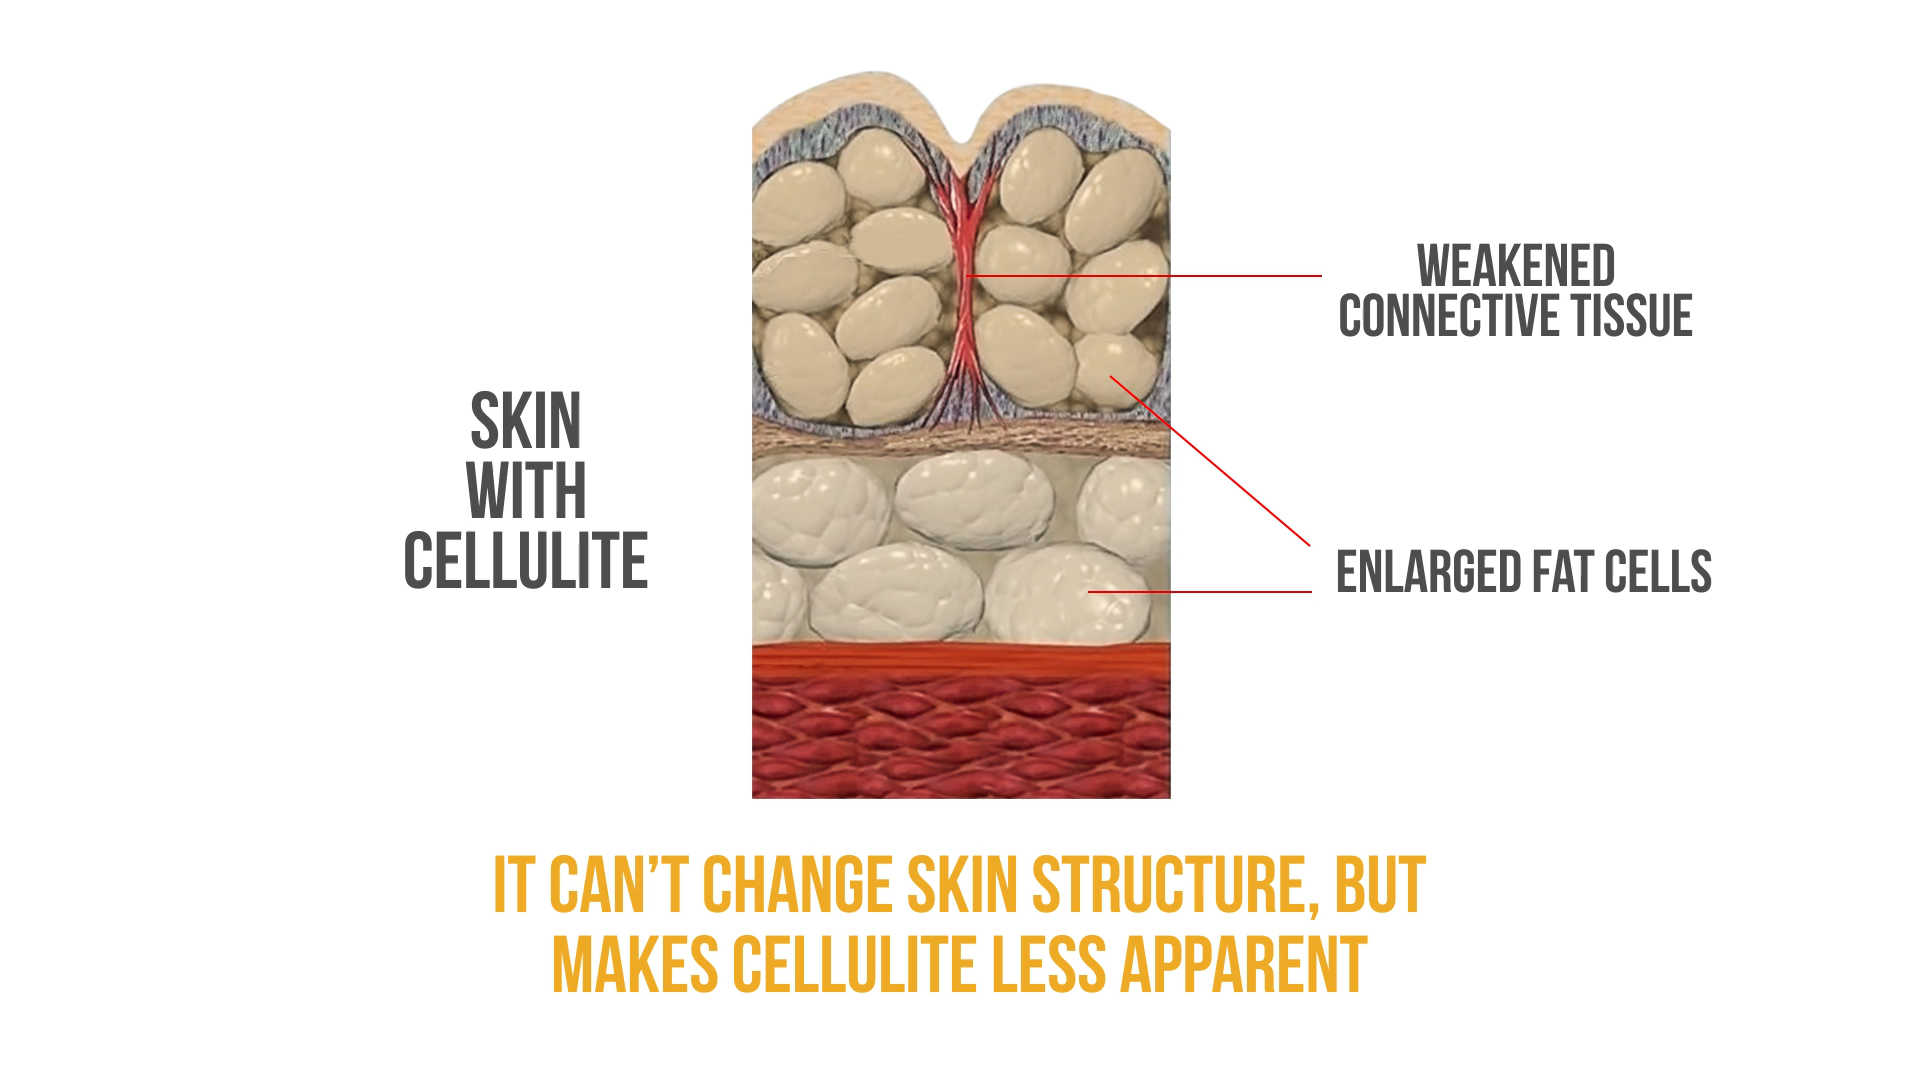 WEAKENED
CONNECTIVE TISSUE
SKIN
WITH
CELLULITE
ENLARGED FAT CELLS
IT CAN’T CHANGE SKIN STRUCTURE, BUT
MAKES CELLULITE LESS APPARENT